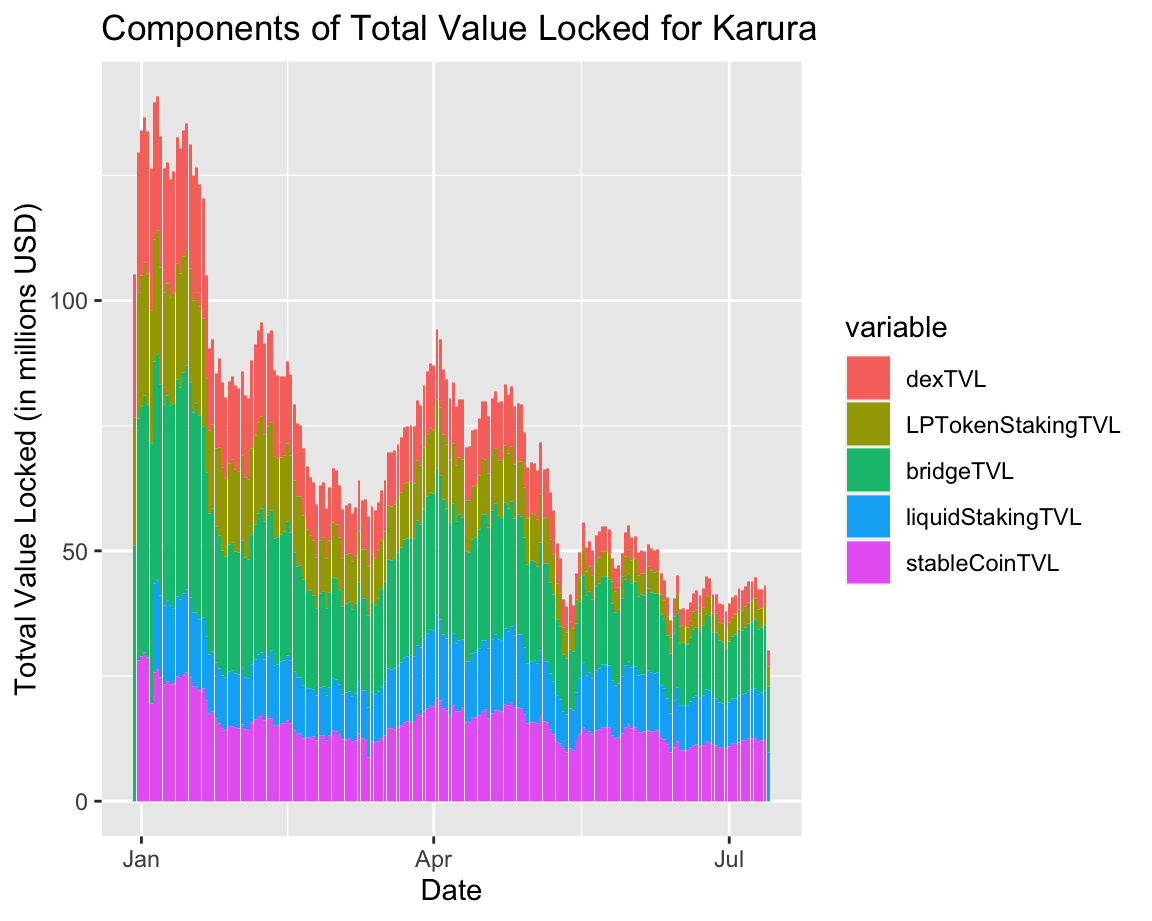 Components of Total Value Locked for Karura
Totval Value Locked (in millions USD)
100
50
0
Jan
Apr
Jul
Date
variable
dexTVL
LPTokenStakingTVL
bridgeTVL
liquidStakingTVL
stableCoinTVL